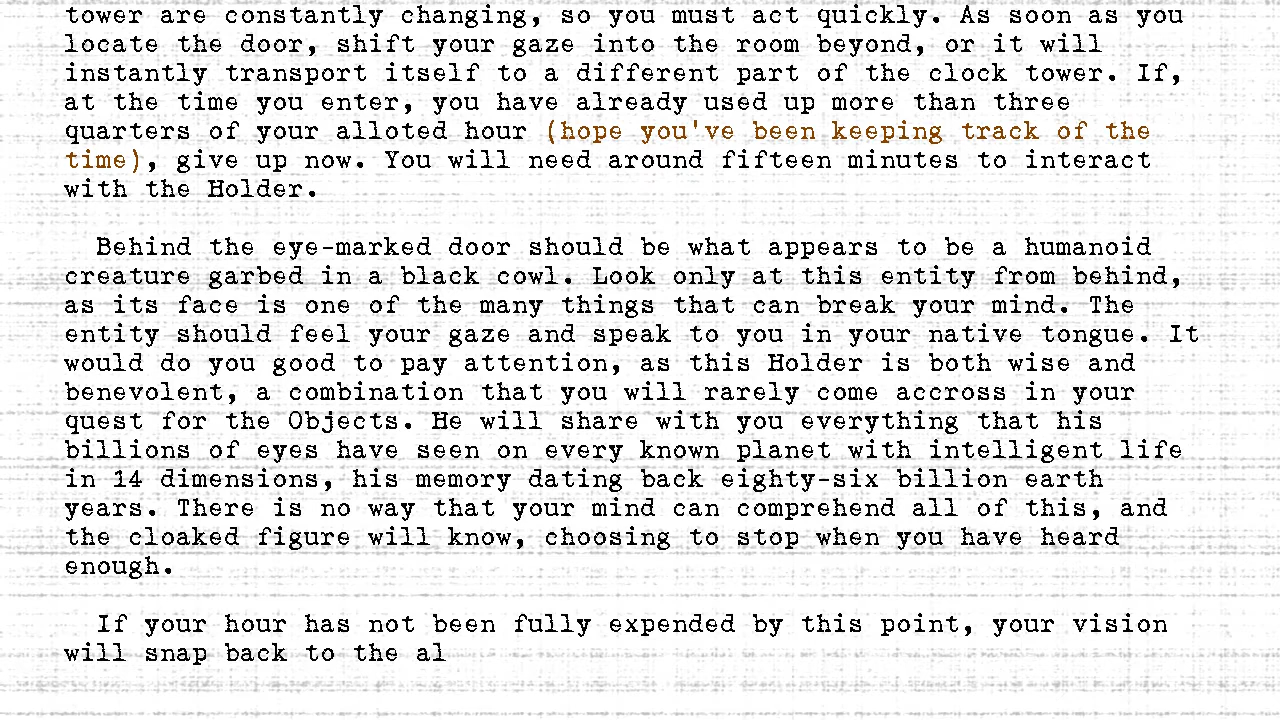 tower are constantly changing, so you must act quickly. As soon as you
locate the door, shift your gaze into the room beyond, or it will
instantly transport itself to a different part of the clock tower. If,
at the time you enter, you have already used up more than three
quarters of your alloted hour (hope you've been keeping track of the
time), give up now. You will need around fifteen minutes to interact
with the Holder.
Behind the eye-marked door should be what appears to be a humanoid
creature garbed in a black cowl. Look only at this entity from behind,
as its face is one of the many things that can break your mind. The
entity should feel your gaze and speak to you in your native tongue. It
would do you good to pay attention, as this Holder is both wise and
benevolent, a combination that you will rarely come accross in your
quest for the Objects. He will share with you everything that his
billions of eyes have seen on every known planet with intelligent life
in 14 dimensions, his memory dating back eighty-six billion earth
years. There is no way that your mind can comprehend all of this, and
the cloaked figure will know, choosing to stop when you have heard
enough.
If your hour has not been fully expended by this point, your vision
will snap back to the al